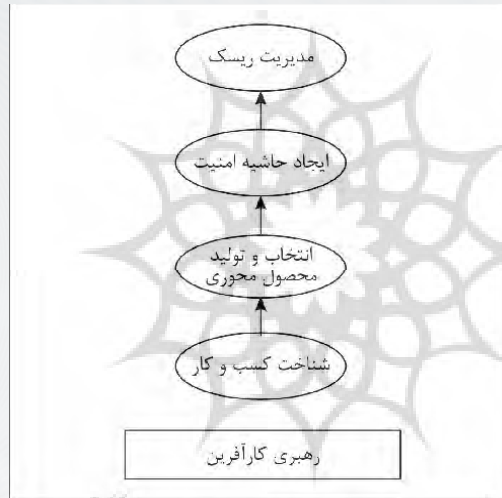 مدیریت ریسک
ایجاد حاشیه امنیت
انتخاب و تولید
محصول محوری
شناخت کسب و کار
رهبری کارآفرین